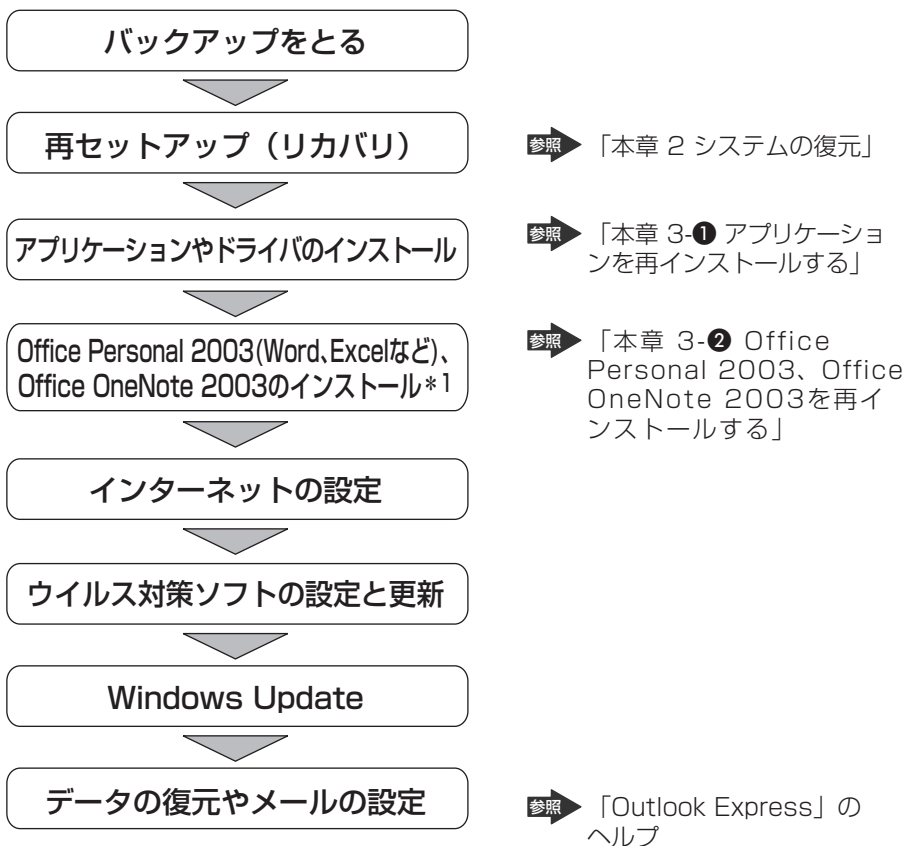 バックアップをとる
再セットアップ（リカバリ）
参照 「本章 2 システムの復元」
アプリケーションやドライバのインストール
参照 「本章 3-❶ アプリケーショ
ンを再インストールする」
Office Personal 2003(Word、Excelなど)、
Office OneNote 2003のインストール＊1
参照 「本章 3-❷ Office
Personal 2003、Office
OneNote 2003を再イ
ンストールする」
インターネットの設定
ウイルス対策ソフトの設定と更新
Windows Update
データの復元やメールの設定
参照 「Outlook Express」の
ヘルプ